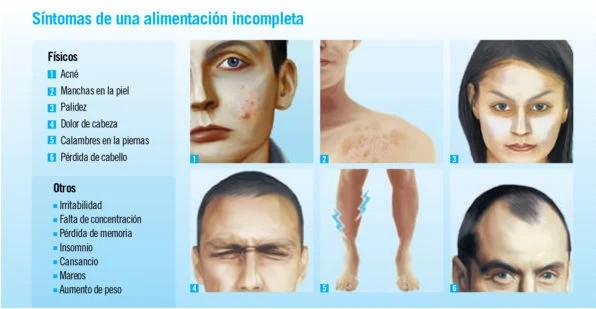 Síntomas de una alimentación incompleta
Físicos
1 Acné
2 Manchas en la piel
3 Palidez
4 Dolor de cabeza
5 Calambres en la piernas
6 Pérdida de cabello
Otros
Irritabilidad
Falta de concentración
Pérdida de memoria
Insomnio
Cansancio
Mareos
Aumento de peso
1
2
3
4
5
6